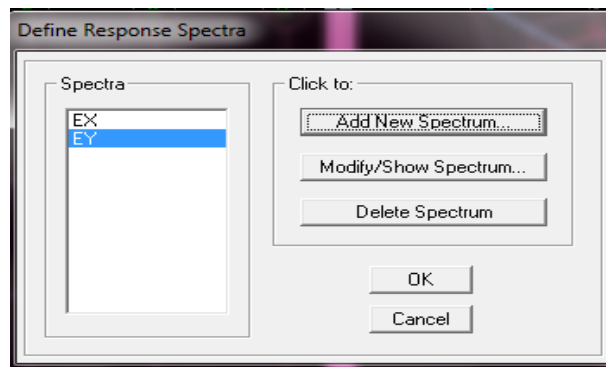 Define Response Spectra
Spectra
EX
EY
Click to:
Add New Spectrum...
Modify/Show Spectrum...
Delete Spectrum
OK
Cancel